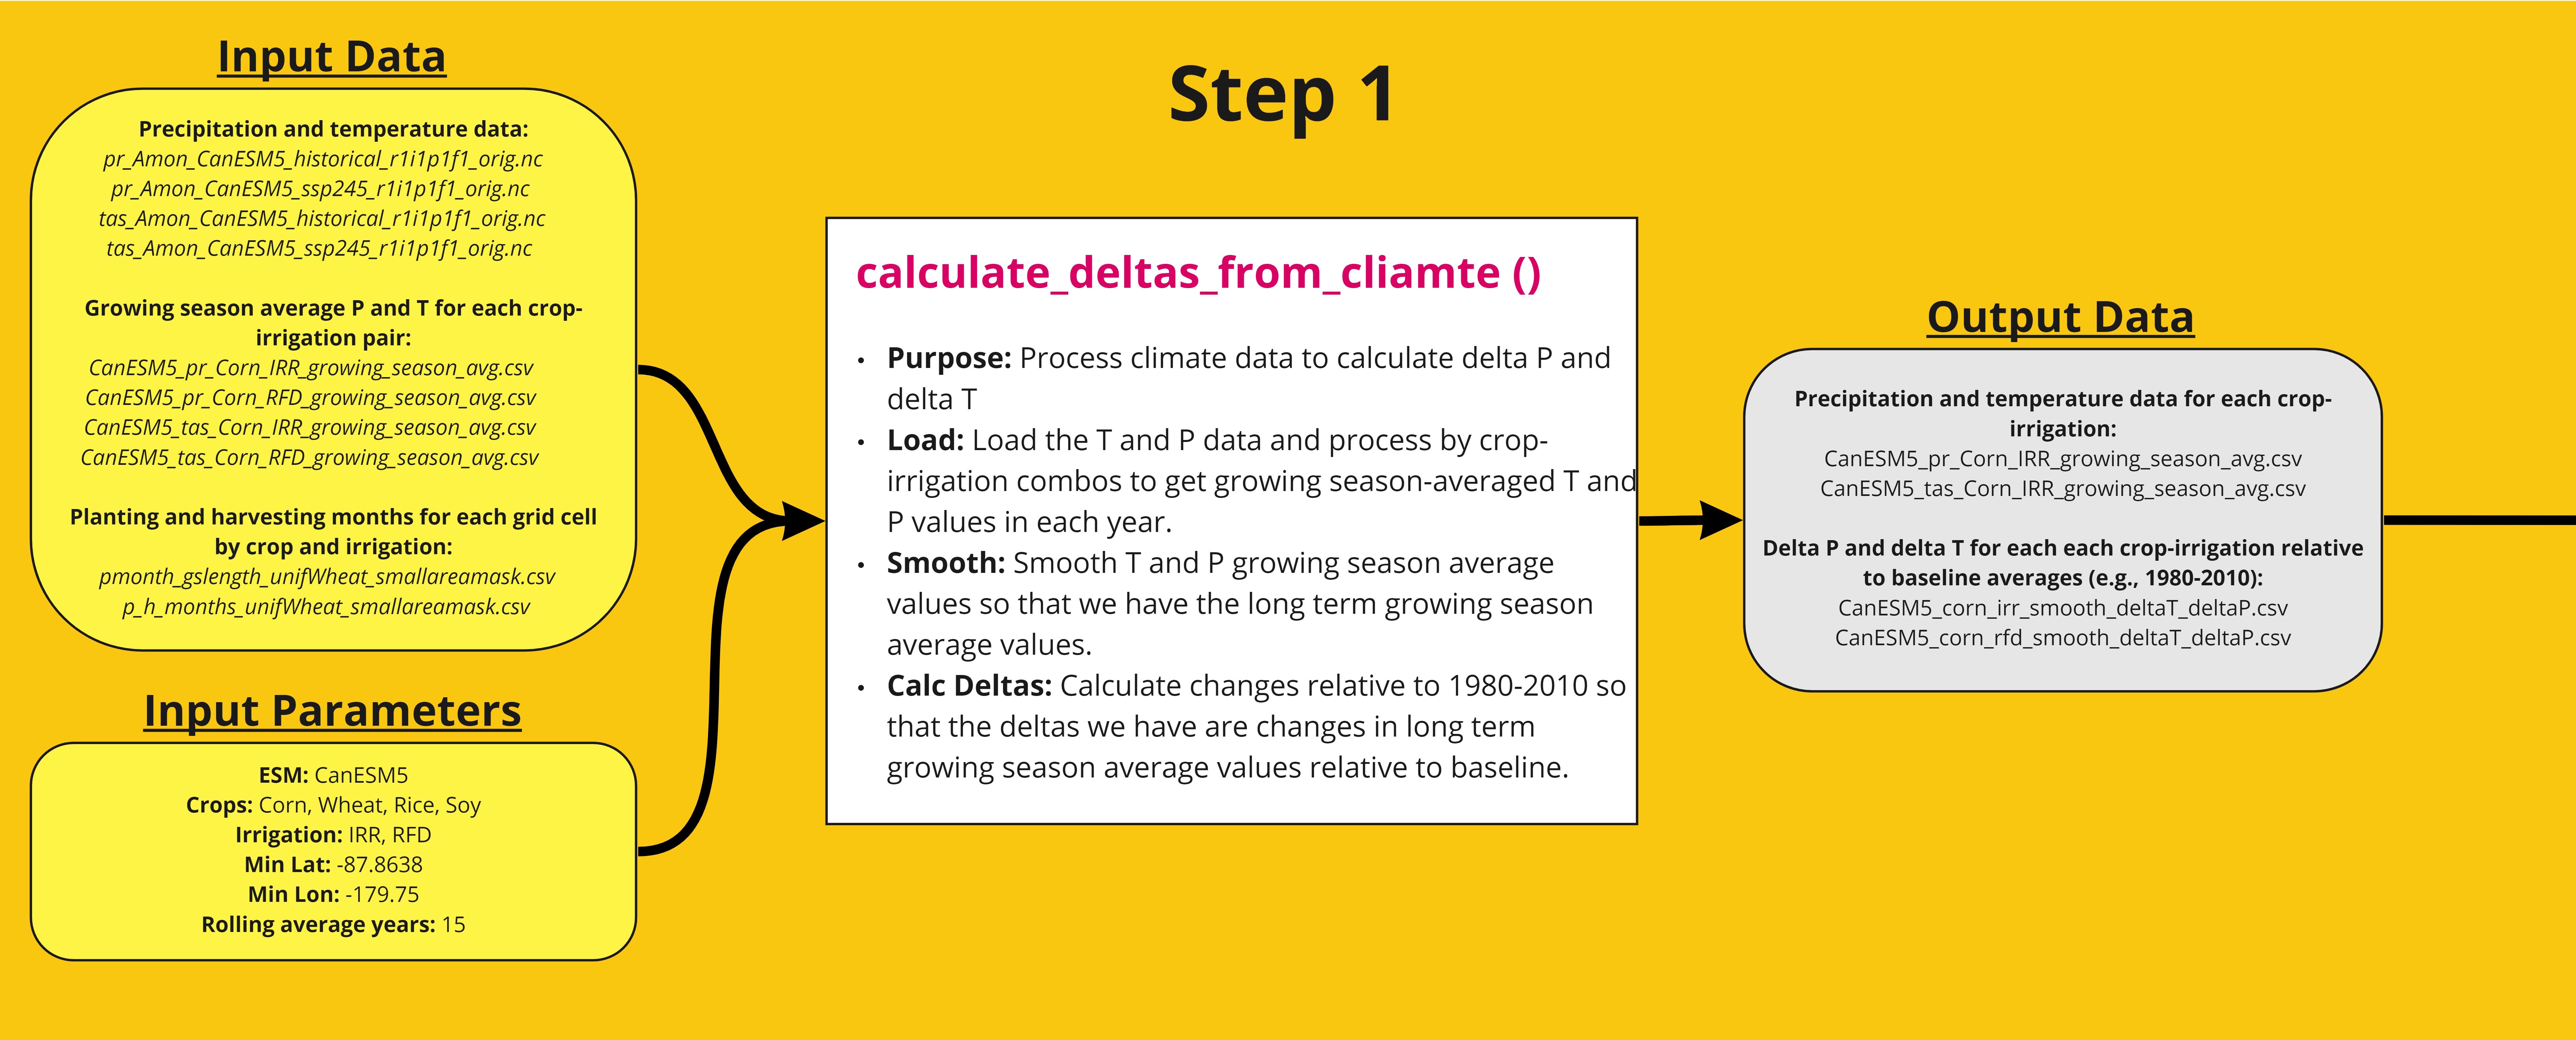 Step 1
Input Data
Precipitation and temperature data:
pr_Amon_CanESM5_historical_r1i1p1f1_orig.nc
pr_Amon_CanESM5_ssp245_r1i1p1f1_orig.nc
tas_Amon_CanESM5_historical_r1i1p1f1_orig.nc
tas_Amon_CanESM5_ssp245_r1i1p1f1_orig.nc
Growing season average P and T for each crop-
irrigation pair:
CanESM5_pr_Corn_IRR_growing_season_avg.csv
CanESM5_pr_Corn_RFD_growing_season_avg.csv
CanESM5_tas_Corn_IRR_growing_season_avg.csv
CanESM5_tas_Corn_RFD_growing_season_avg.csv
Planting and harvesting months for each grid cell
by crop and irrigation:
pmonth_gslength_unifWheat_smallareamask.csv
p_h_months_unifWheat_smallareamask.csv
Input Parameters
ESM: CanESM5
Crops: Corn, Wheat, Rice, Soy
Irrigation: IRR, RFD
Min Lat: -87.8638
Min Lon: -179.75
Rolling average years: 15
calculate_deltas_from_cliamte ()
• Purpose: Process climate data to calculate delta P and
delta T
• Load: Load the T and P data and process by crop-
irrigation combos to get growing season-averaged T and
P values in each year.
• Smooth: Smooth T and P growing season average
values so that we have the long term growing season
average values.
• Calc Deltas: Calculate changes relative to 1980-2010 so
that the deltas we have are changes in long term
growing season average values relative to baseline.
Output Data
Precipitation and temperature data for each crop-
irrigation:
CanESM5_pr_Corn_IRR_growing_season_avg.csv
CanESM5_tas_Corn_IRR_growing_season_avg.csv
Delta P and delta T for each each crop-irrigation relative
to baseline averages (e.g., 1980-2010):
CanESM5_corn_irr_smooth_deltaT_deltaP.csv
CanESM5_corn_rfd_smooth_deltaT_deltaP.csv